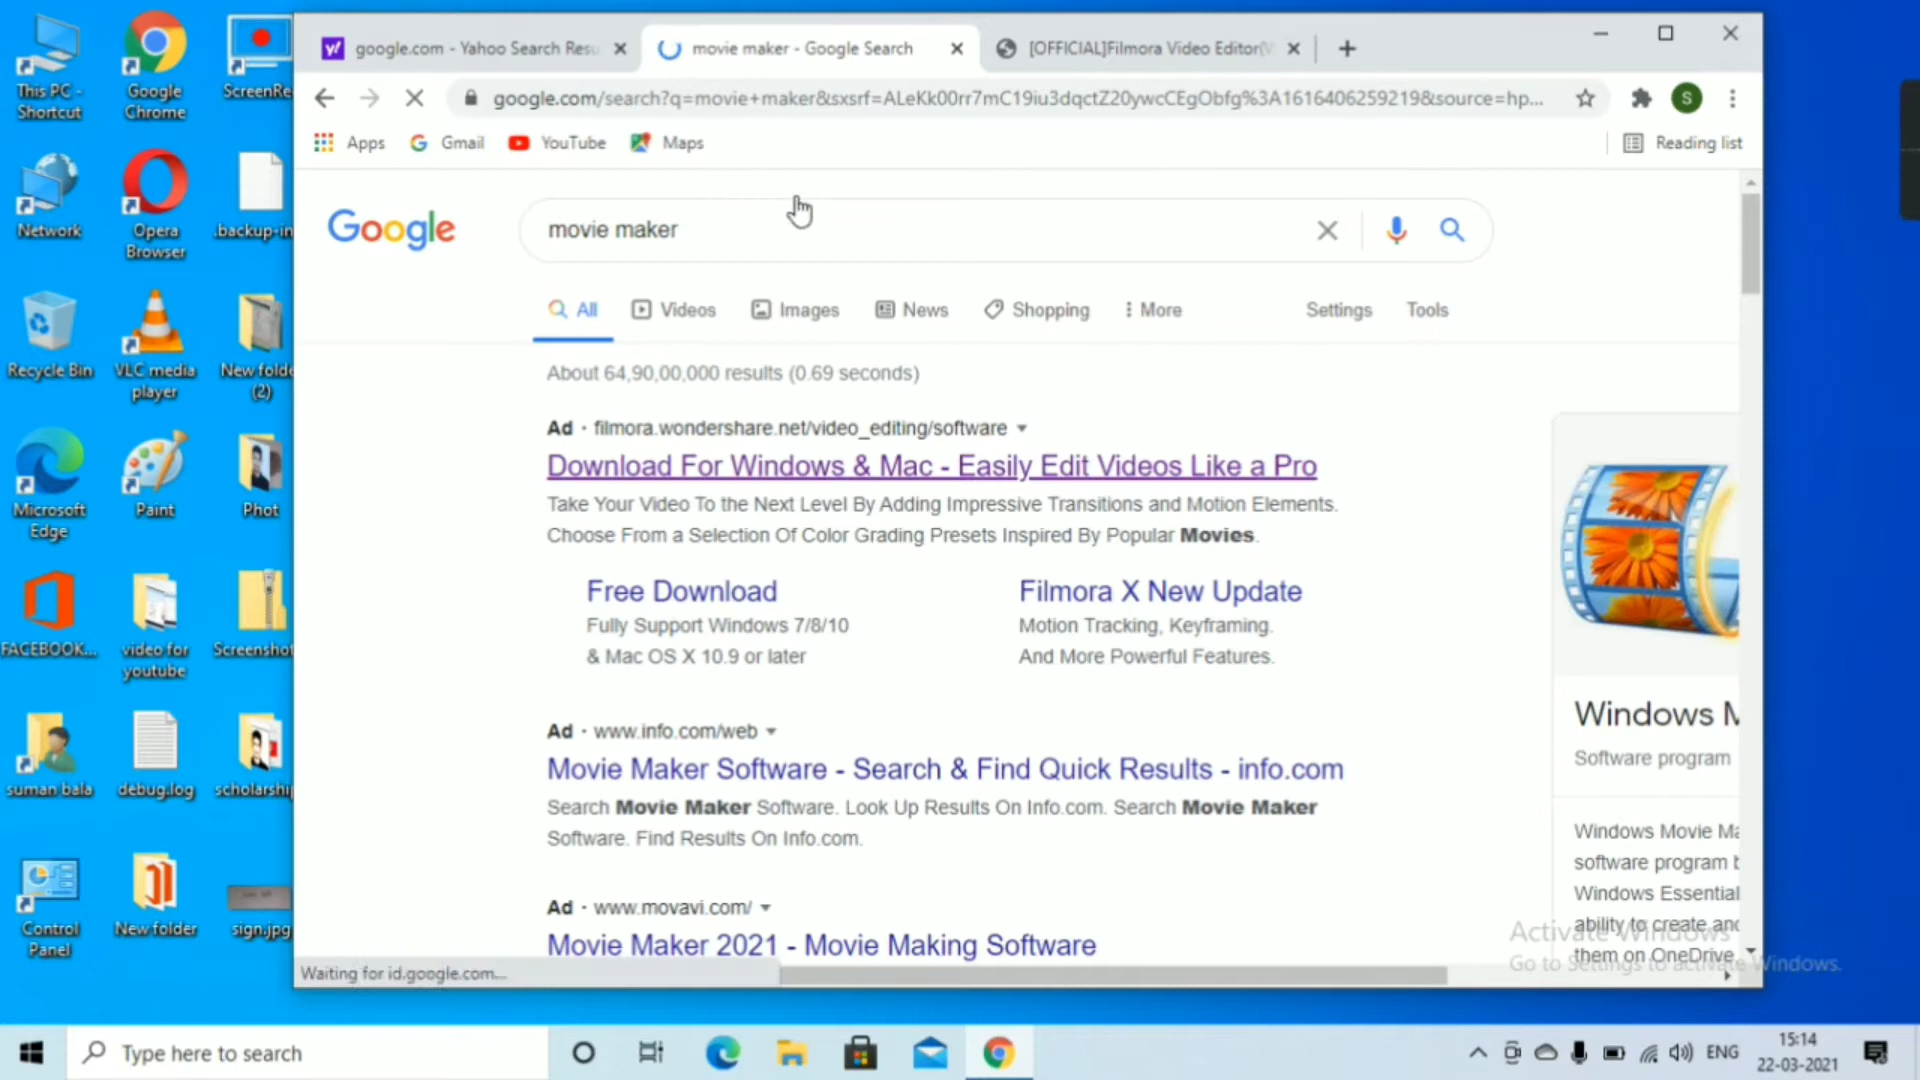 google.com - Yahoo Search Resu
movie maker - Google Search
[OFFICIAL]Filmora Video Editor(V
google.com/search?q=movie+maker&sxsrf=ALeKk00rr7mC19iu3dqctZ20ywcCEgObfg%3A1616406259219&source=hp...
S
Apps
Gmail
YouTube
Maps
Reading list
Google
movie maker
All
Videos
Images
News
Shopping
More
Settings
Tools
About 64,90,00,000 results (0.69 seconds)
Ad · filmora.wondershare.net/video_editing/software
Download For Windows & Mac - Easily Edit Videos Like a Pro
Take Your Video To the Next Level By Adding Impressive Transitions and Motion Elements.
Choose From a Selection Of Color Grading Presets Inspired By Popular Movies.
Free Download
Fully Support Windows 7/8/10
& Mac OS X 10.9 or later
Filmora X New Update
Motion Tracking, Keyframing.
And More Powerful Features.
Ad · www.info.com/web
Movie Maker Software - Search & Find Quick Results - info.com
Search Movie Maker Software. Look Up Results On Info.com. Search Movie Maker
Software. Find Results On Info.com.
Ad · www.movavi.com/
Movie Maker 2021 - Movie Making Software
Windows M
Software program
Windows Movie Ma
software program b
Windows Essential
ability to create and
them on OneDrive
Activate Windows
Go to Settings to activate Windows.
Waiting for id.google.com...
This PC -
Shortcut
Google
Chrome
ScreenRe
Network
Opera
Browser
.backup-in
Recycle Bin
VLC media
player
New folde
(2)
Microsoft
Edge
Paint
Phot
FACEBOOK...
video for
youtube
Screenshot
suman bala
debug.log
scholarship
Control
Panel
New folder
sign.jpg
Type here to search
ENG
15:14
22-03-2021